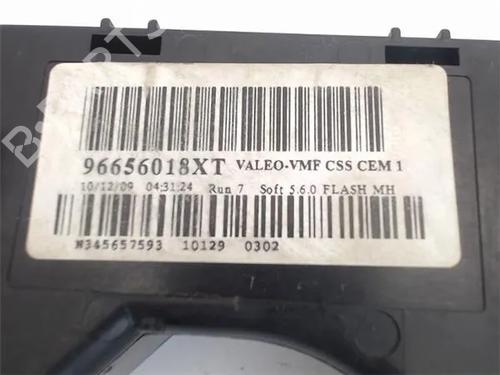 B-PARTS
96656018XT VALEO-VMF CSS CEM 1
10/12/09 04:31:24 Run 7 Soft 5.6.0 FLASH MH
N345657593 10129 0302